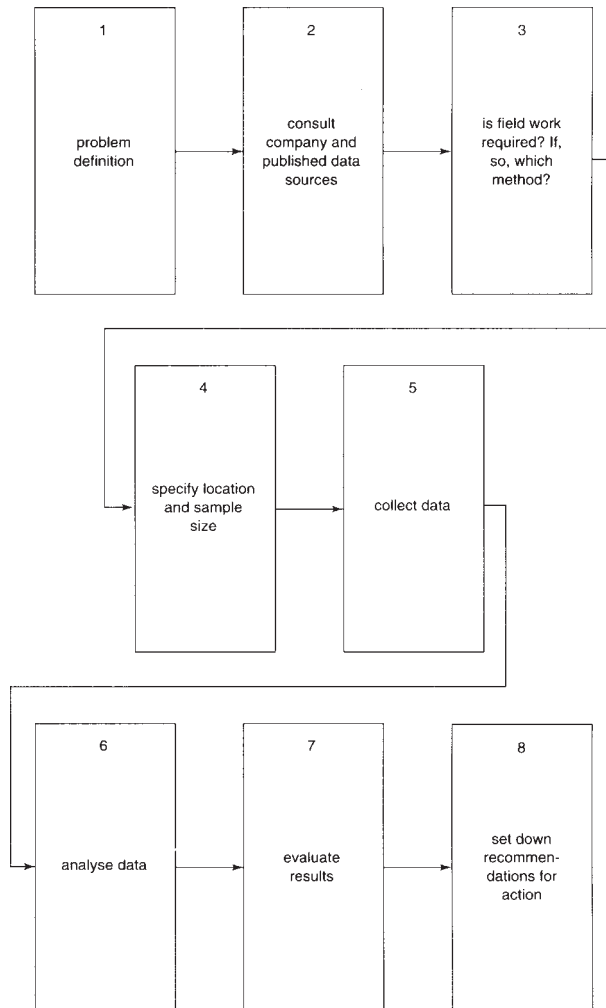 1
problem
definition
2
consult
company and
published data
sources
3
is field work
required? If,
so, which
method?
4
specify location
and sample
size
5
collect data
6
analyse data
7
evaluate
results
8
set down
recommen-
dations for
action